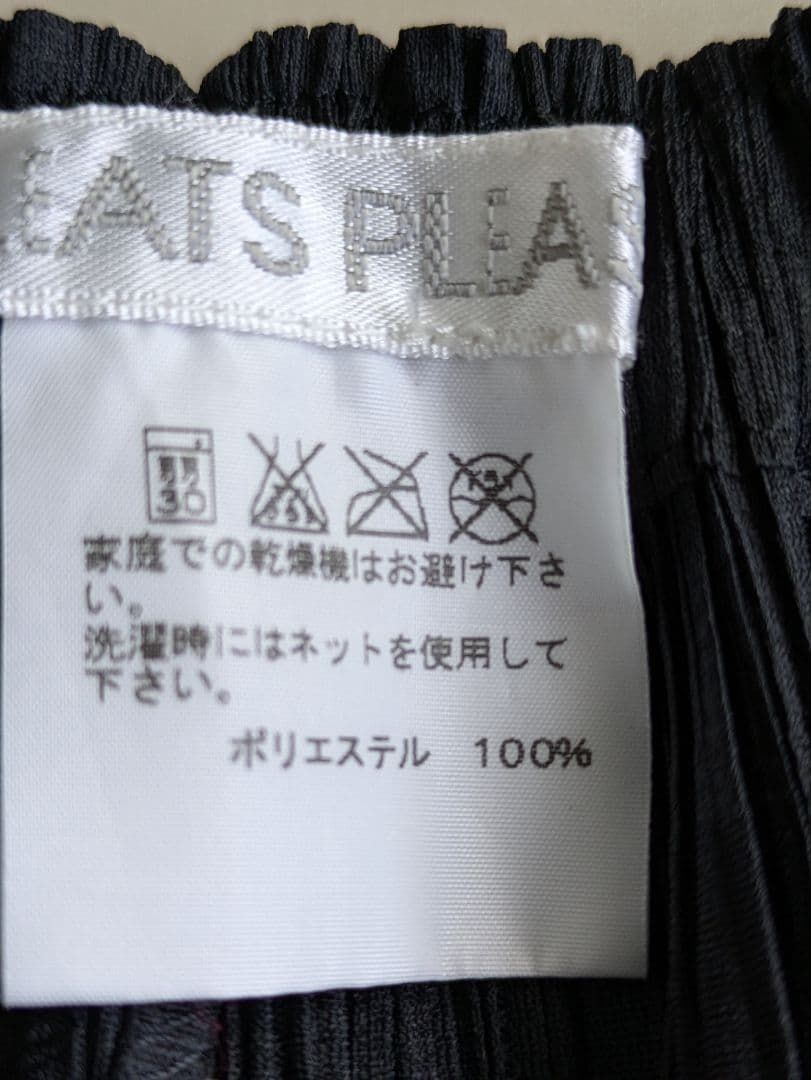 EATS PLEA
弱
30
家庭での乾燥機はお避け下さ
い。
洗濯時にはネットを使用して
下さい。
ポリエステル 100%